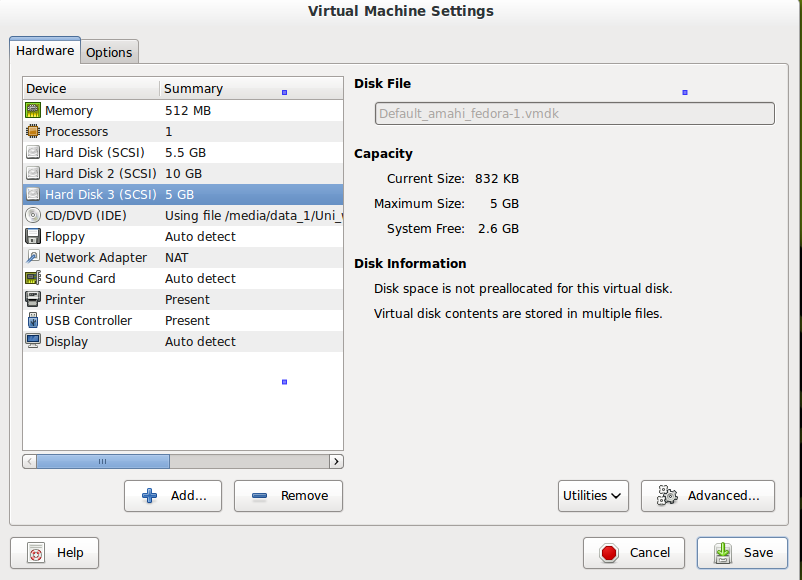 Virtual Machine Settings
Hardware Options
Device Summary
Memory 512 MB
Processors 1
Hard Disk (SCSI) 5.5 GB
Hard Disk 2 (SCSI) 10 GB
Hard Disk 3 (SCSI) 5 GB
CD/DVD (IDE) Using file /media/data_1/Uni_
Floppy Auto detect
Network Adapter NAT
Sound Card Auto detect
Printer Present
USB Controller Present
Display Auto detect
Add... Remove
Disk File
Default_amahi_fedora-1.vmdk
Capacity
Current Size: 832 KB
Maximum Size: 5 GB
System Free: 2.6 GB
Disk Information
Disk space is not preallocated for this virtual disk.
Virtual disk contents are stored in multiple files.
Utilities Advanced...
Help Cancel Save